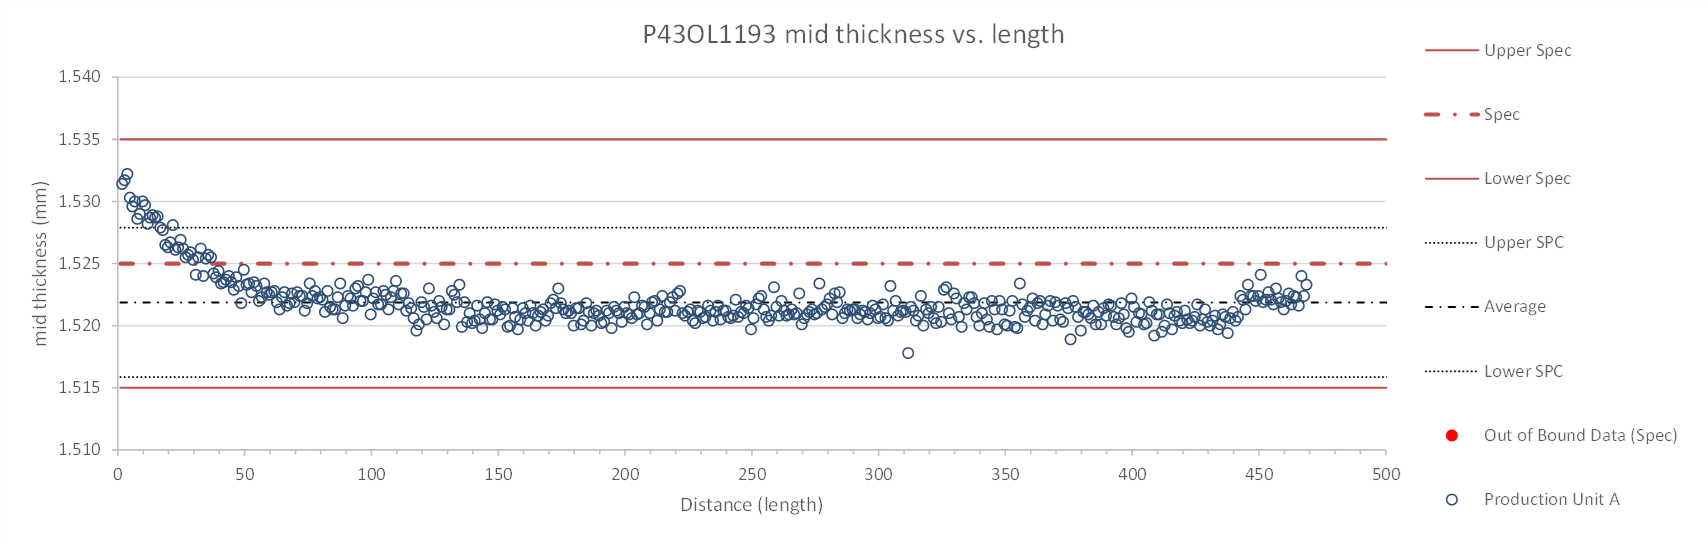 P43OL1193 mid thickness vs. length
mid thickness (mm)
1.540
1.535
1.530
1.525
1.520
1.515
1.510
0 50 100 150 200 250 300 350 400 450 500
Distance (length)
Upper Spec
Spec
Lower Spec
Upper SPC
Average
Lower SPC
Out of Bound Data (Spec)
Production Unit A